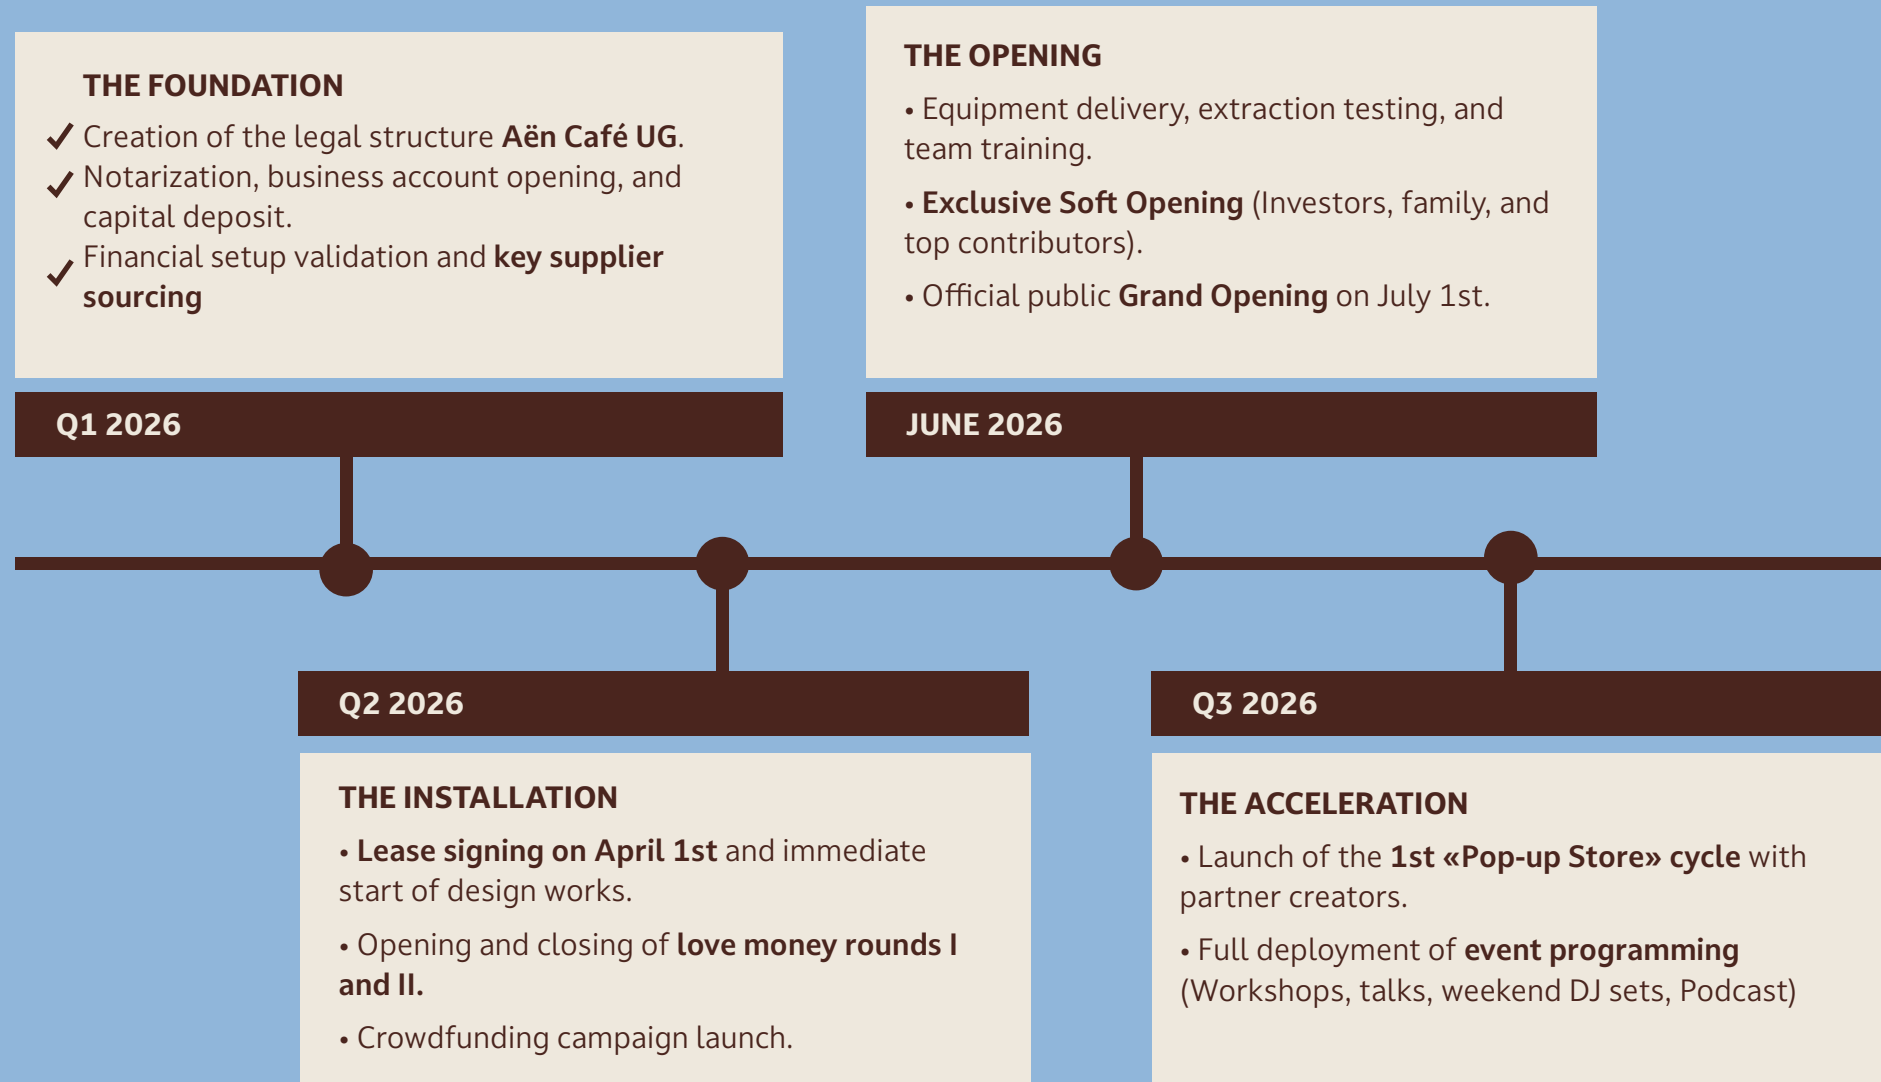 THE FOUNDATION
✓ Creation of the legal structure Aën Café UG.
✓ Notarization, business account opening, and
capital deposit.
✓ Financial setup validation and key supplier
sourcing
Q1 2026
THE OPENING
• Equipment delivery, extraction testing, and
team training.
• Exclusive Soft Opening (Investors, family, and
top contributors).
• Official public Grand Opening on July 1st.
JUNE 2026
Q2 2026
THE INSTALLATION
• Lease signing on April 1st and immediate
start of design works.
• Opening and closing of love money rounds I
and II.
• Crowdfunding campaign launch.
Q3 2026
THE ACCELERATION
• Launch of the 1st «Pop-up Store» cycle with
partner creators.
• Full deployment of event programming
(Workshops, talks, weekend DJ sets, Podcast)